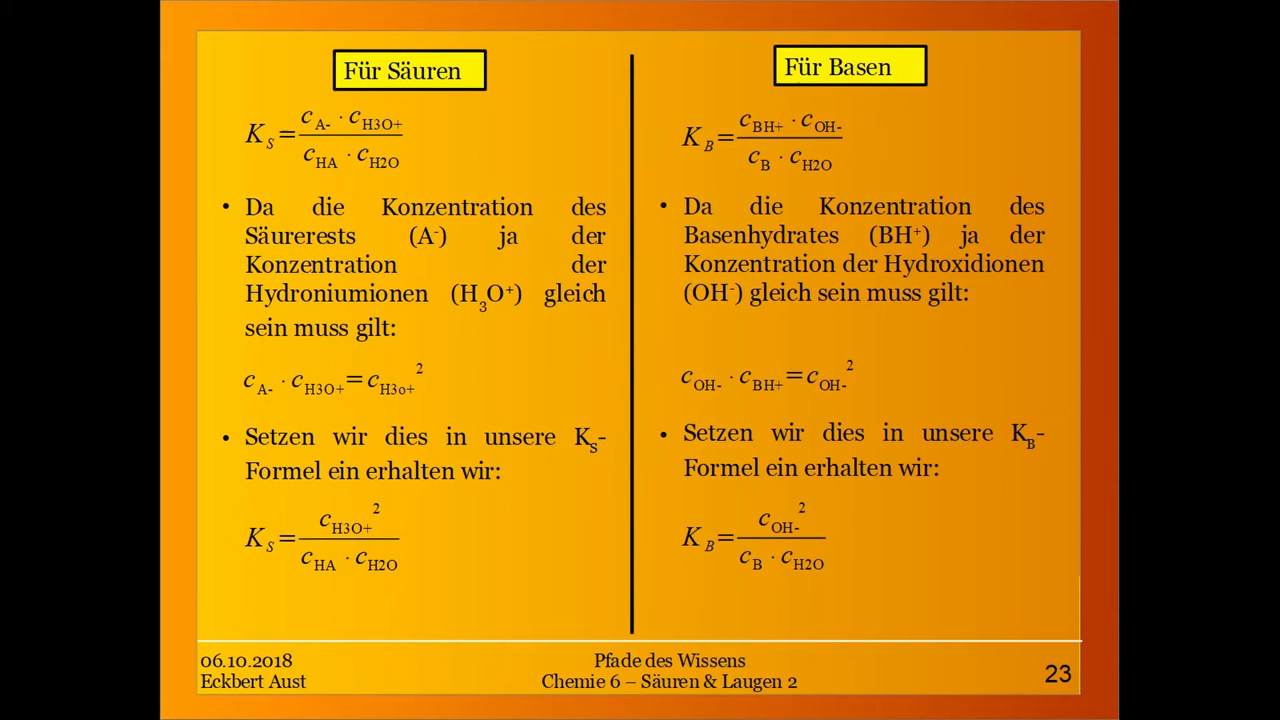 Für Säuren
K_S = (c_A- · c_H3O+) / (c_HA · c_H2O)
• Da die Konzentration des
Säurerests (A⁻) ja der
Konzentration der
Hydroniumionen (H₃O⁺) gleich
sein muss gilt:
c_A- · c_H3O+ = c_H3o+²
• Setzen wir dies in unsere K_S-
Formel ein erhalten wir:
K_S = c_H3O+² / (c_HA · c_H2O)
Für Basen
K_B = (c_BH+ · c_OH-) / (c_B · c_H2O)
• Da die Konzentration des
Basenhydrates (BH⁺) ja der
Konzentration der Hydroxidionen
(OH⁻) gleich sein muss gilt:
c_OH- · c_BH+ = c_OH-²
• Setzen wir dies in unsere K_B-
Formel ein erhalten wir:
K_B = c_OH-² / (c_B · c_H2O)
06.10.2018
Eckbert Aust
Pfade des Wissens
Chemie 6 – Säuren & Laugen 2
23